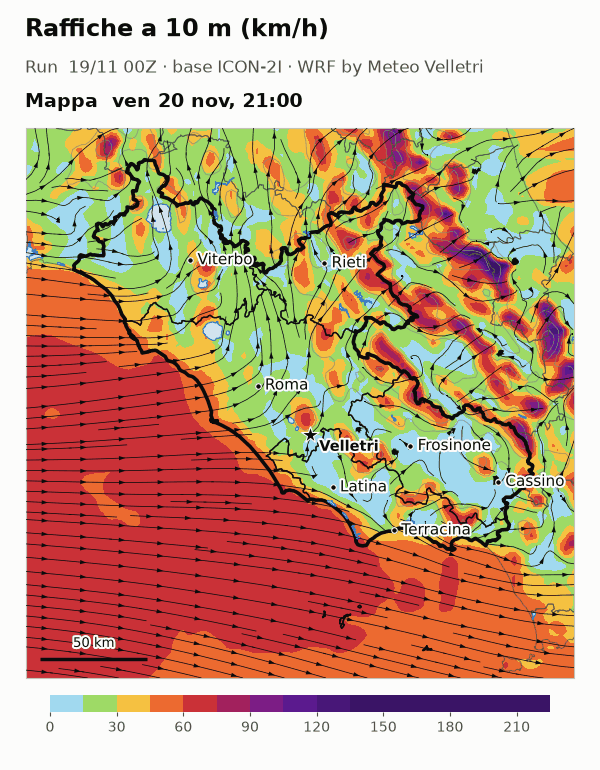 Raffiche a 10 m (km/h)
Run 19/11 00Z · base ICON-2I · WRF by Meteo Velletri
Mappa ven 20 nov, 21:00
Viterbo
Rieti
Roma
Velletri
Frosinone
Latina
Cassino
Terracina
50 km
0 30 60 90 120 150 180 210